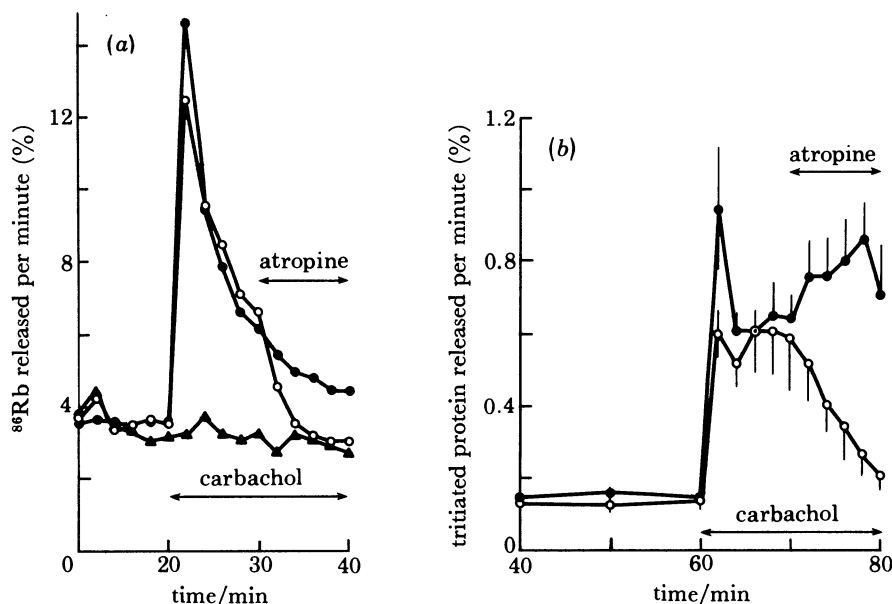 (a)
⁸⁶Rb released per minute (%)
12
8
4
0
atropine
carbachol
0
20
30
40
time/min
(b)
tritiated protein released per minute (%)
1.2
0.8
0.4
0
atropine
carbachol
40
60
80
time/min